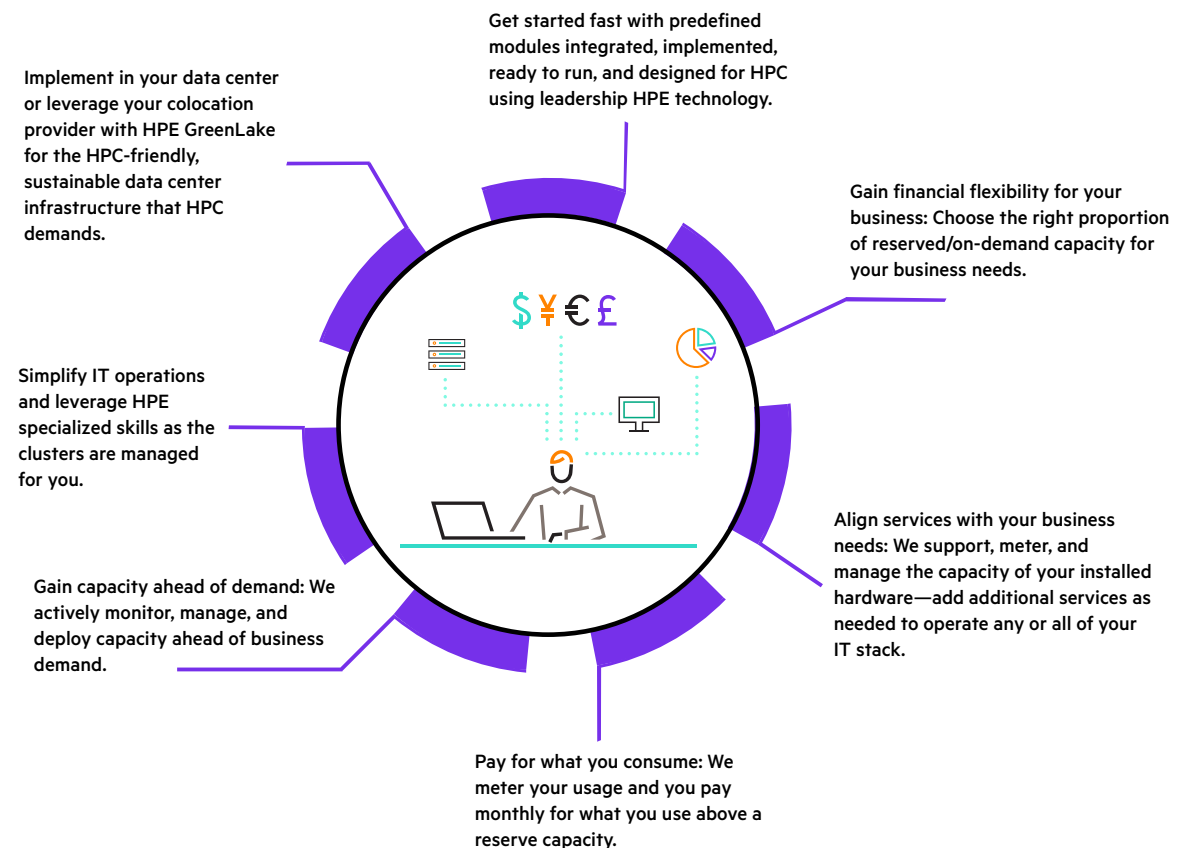 Get started fast with predefined
modules integrated, implemented,
ready to run, and designed for HPC
using leadership HPE technology.
Implement in your data center
or leverage your colocation
provider with HPE GreenLake
for the HPC-friendly,
sustainable data center
infrastructure that HPC
demands.
Gain financial flexibility for your
business: Choose the right proportion
of reserved/on-demand capacity for
your business needs.
$ ¥ € £
Simplify IT operations
and leverage HPE
specialized skills as the
clusters are managed
for you.
Align services with your business
needs: We support, meter, and
manage the capacity of your installed
hardware—add additional services as
needed to operate any or all of your
IT stack.
Gain capacity ahead of demand: We
actively monitor, manage, and
deploy capacity ahead of business
demand.
Pay for what you consume: We
meter your usage and you pay
monthly for what you use above a
reserve capacity.